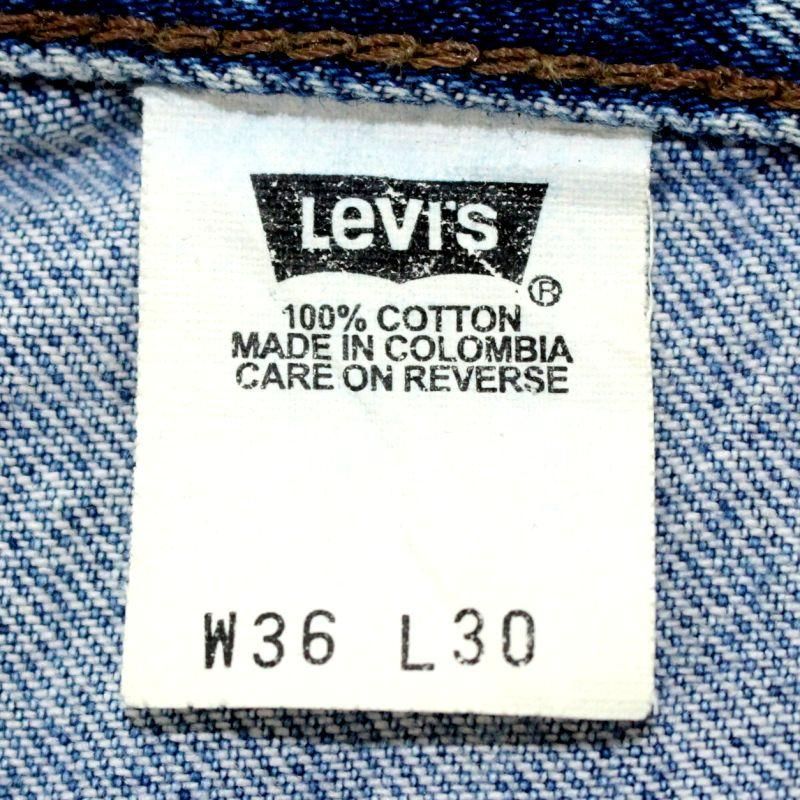 Levi's
®
100% COTTON
MADE IN COLOMBIA
CARE ON REVERSE
W36 L30